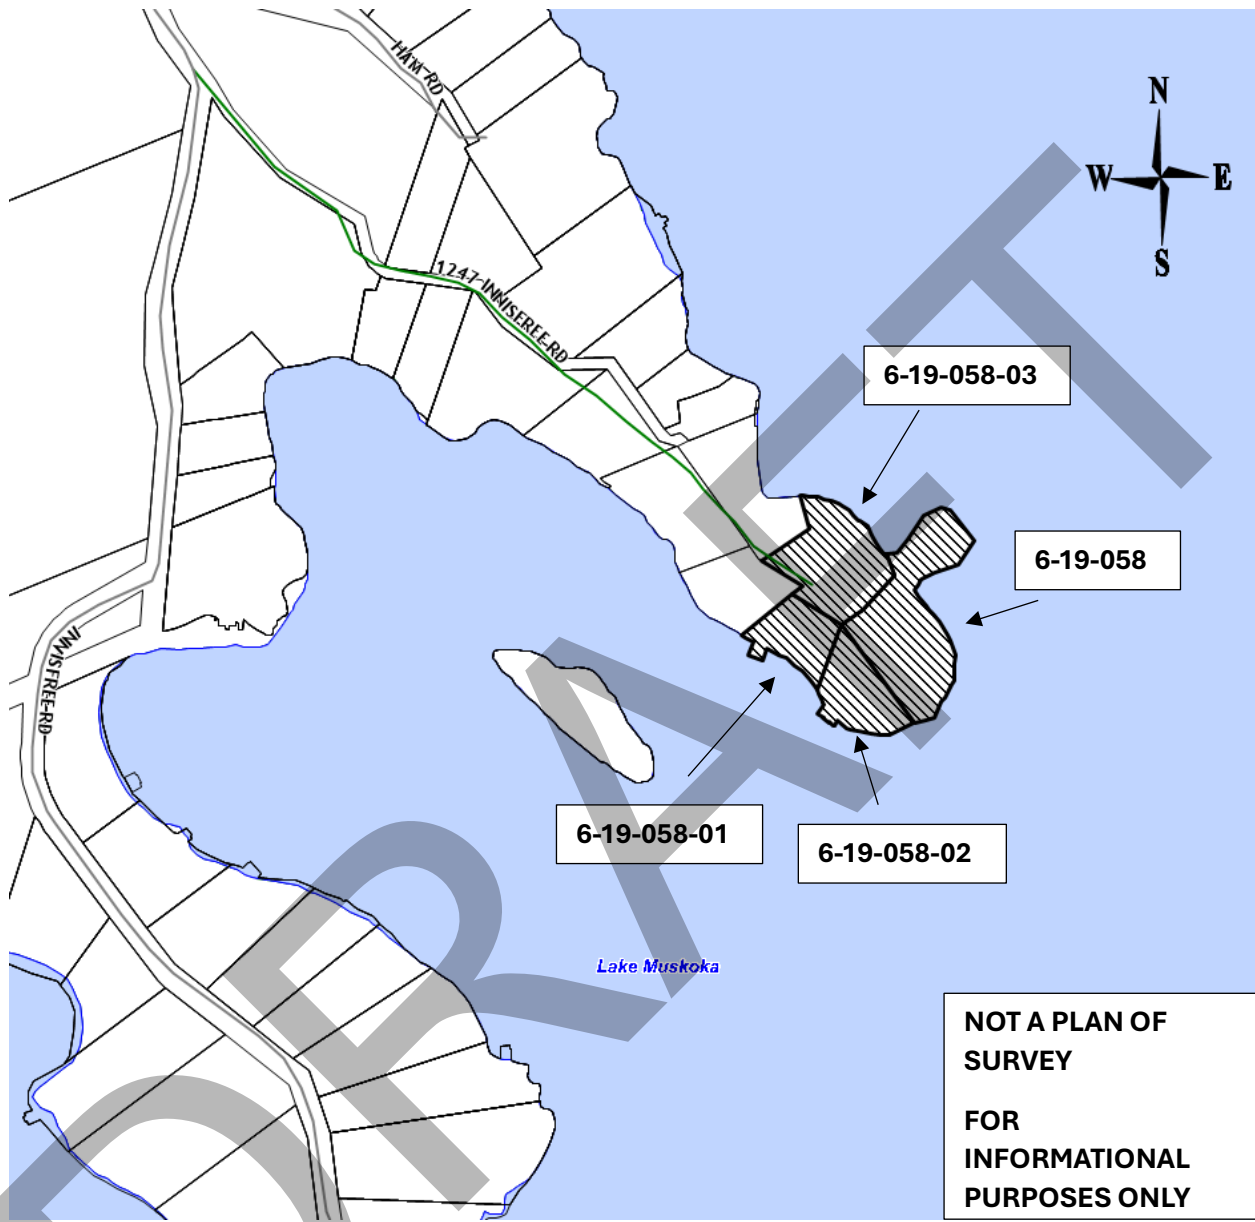 HAM RD
N
W E
S
1247 INNISFREE RD
6-19-058-03
6-19-058
INNISFREE RD
6-19-058-01
6-19-058-02
Lake Muskoka
NOT A PLAN OF
SURVEY
FOR
INFORMATIONAL
PURPOSES ONLY
DRAFT